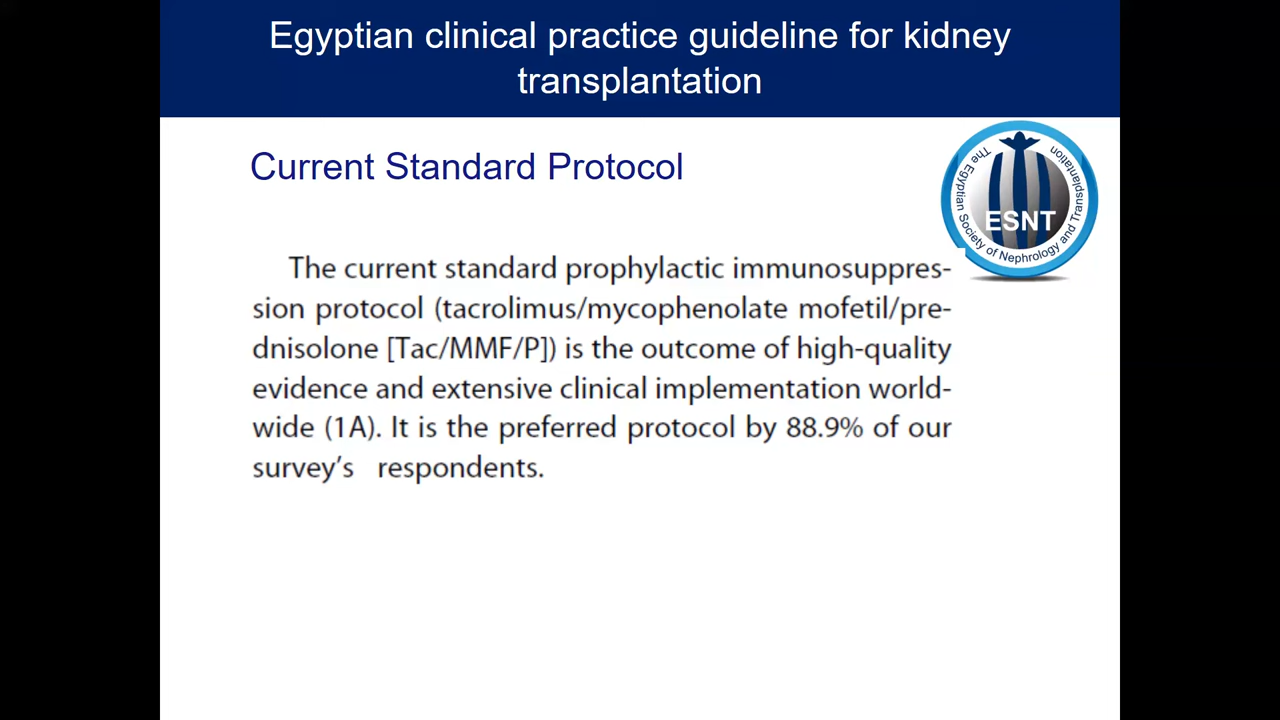 Egyptian clinical practice guideline for kidney
transplantation
Current Standard Protocol
The Egyptian Society of Nephrology and Transplantation
ESNT
The current standard prophylactic immunosuppres-
sion protocol (tacrolimus/mycophenolate mofetil/pre-
dnisolone [Tac/MMF/P]) is the outcome of high-quality
evidence and extensive clinical implementation world-
wide (1A). It is the preferred protocol by 88.9% of our
survey's respondents.